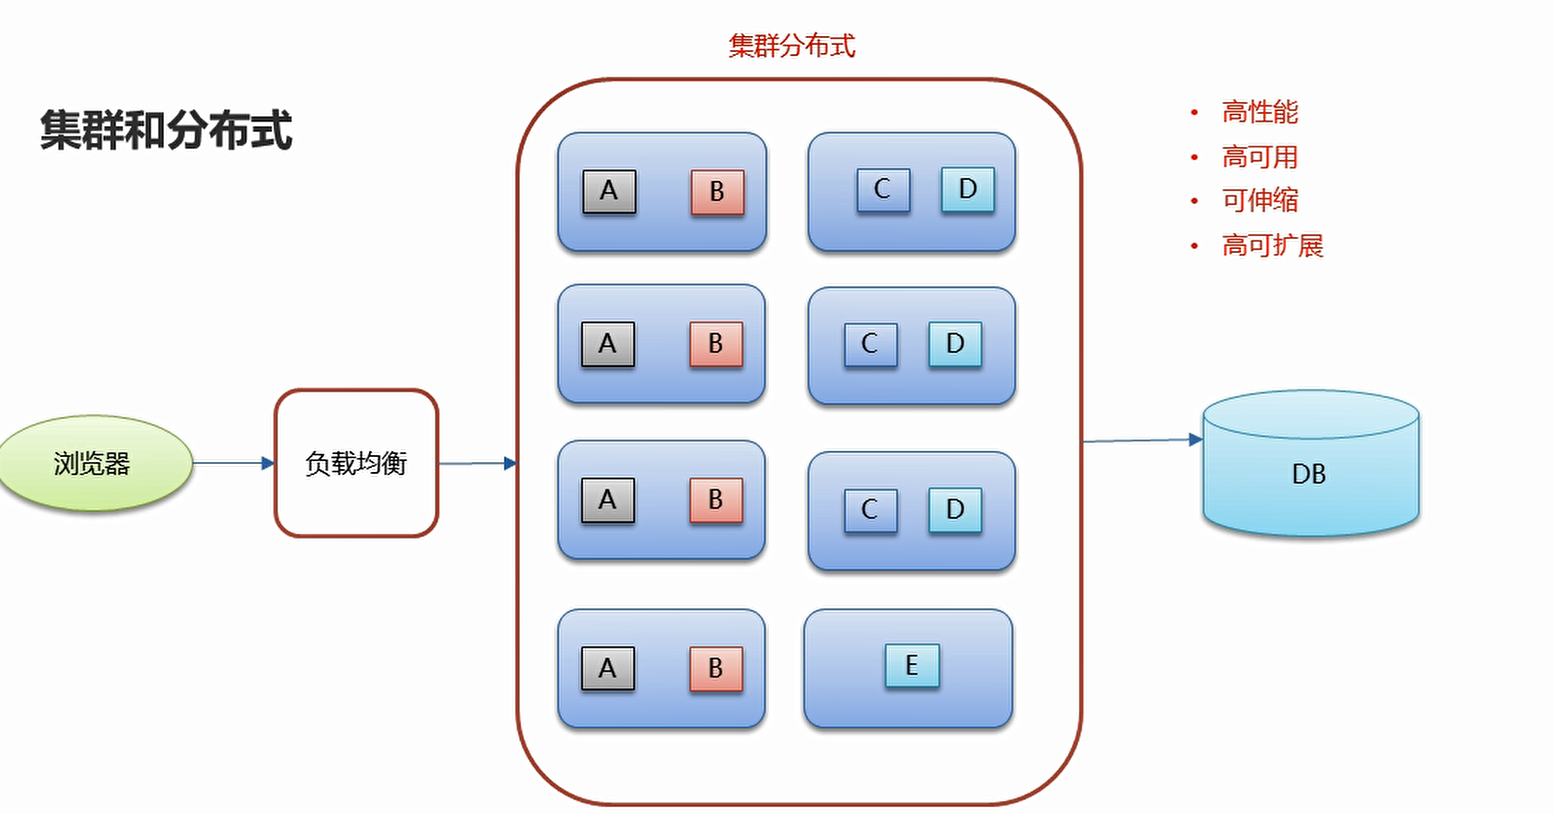 集群分布式
集群和分布式
• 高性能
• 高可用
• 可伸缩
• 高可扩展
A B C D
A B C D
浏览器
负载均衡
DB
A B C D
A B E